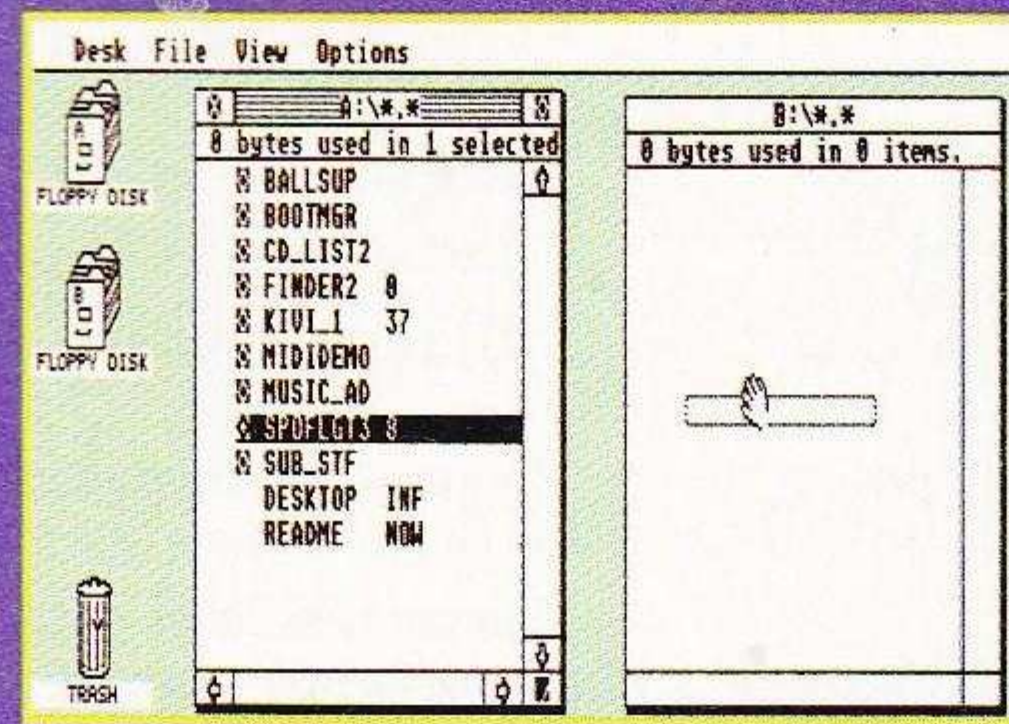 Desk File View Options
A:\*.*
0 bytes used in 1 selected
BALLSUP
BOOTMGR
CD_LIST2
FINDER2 0
KIVI_1 37
MIDIDEMO
MUSIC_AD
SUB_STF
DESKTOP INF
README NOW
B:\*.*
0 bytes used in 0 items.
A
FLOPPY DISK
B
FLOPPY DISK
TRASH